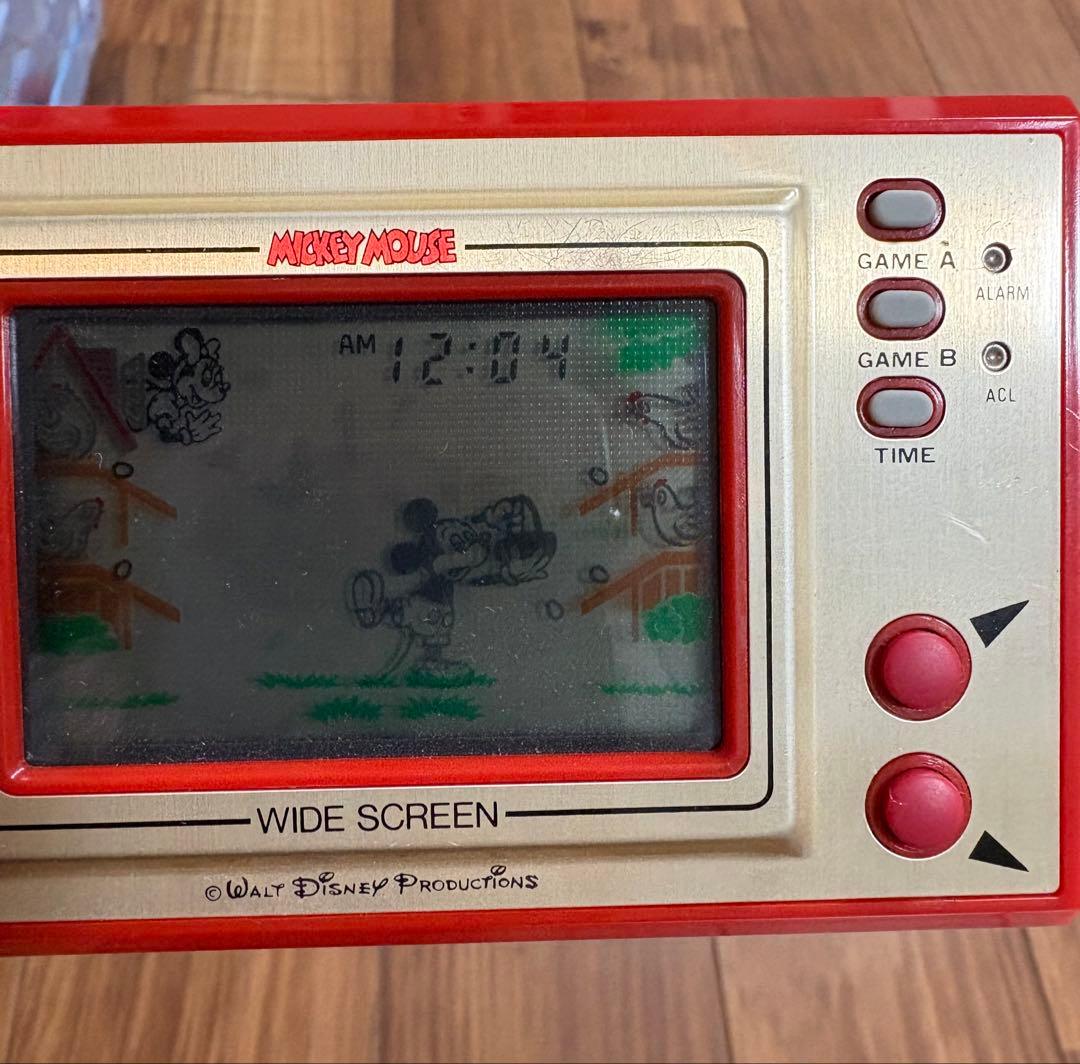 MICKEY MOUSE
AM 12:04
GAME A
ALARM
GAME B
ACL
TIME
WIDE SCREEN
© WALT DISNEY PRODUCTIONS